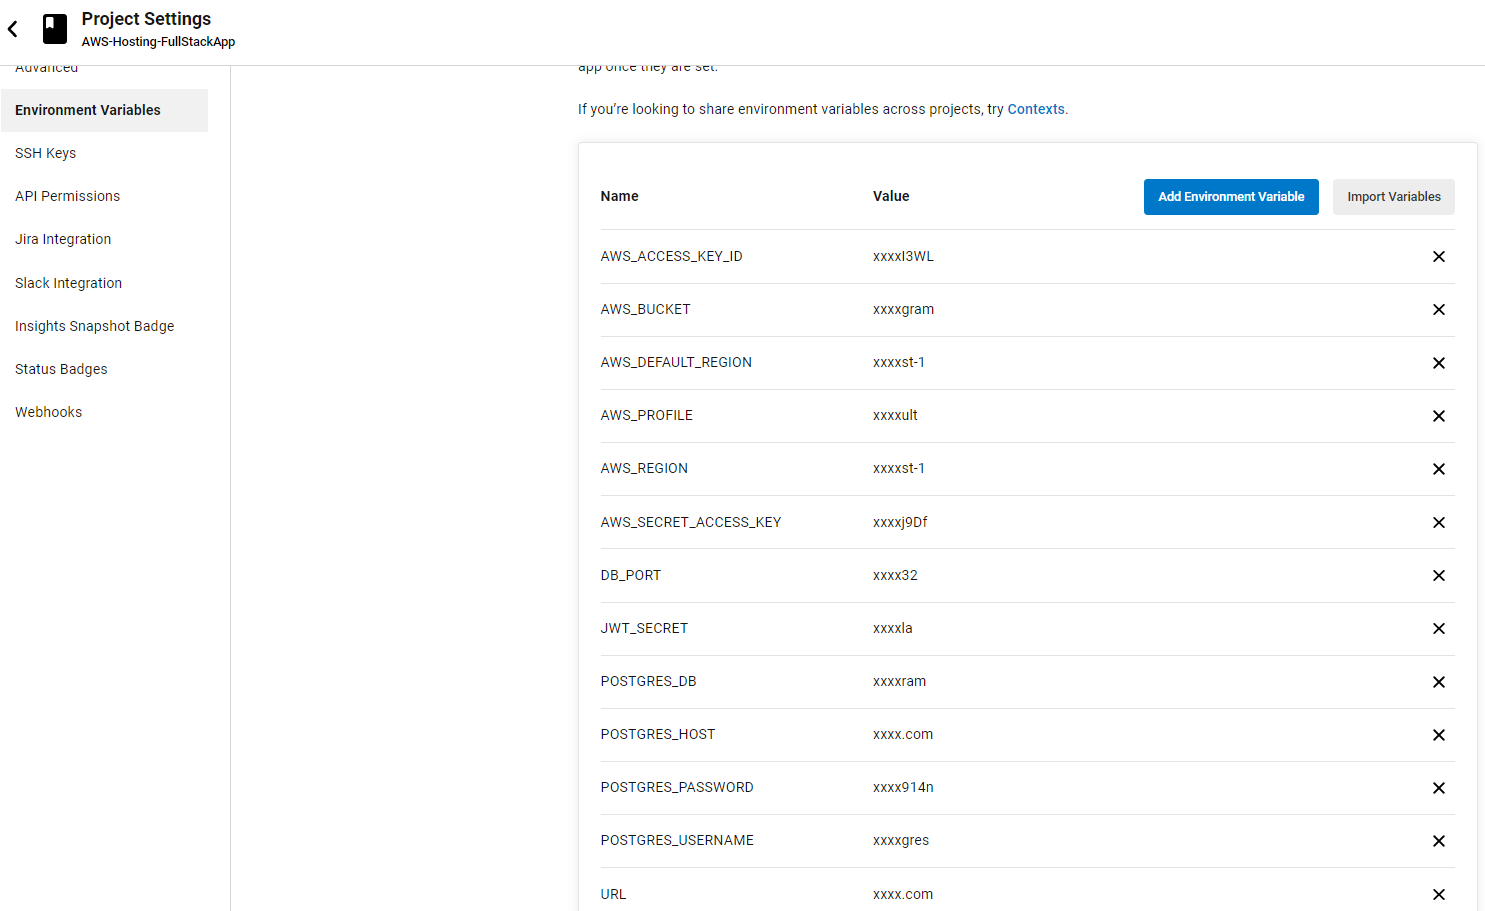 Project Settings
AWS-Hosting-FullStackApp
Advanced
Environment Variables
SSH Keys
API Permissions
Jira Integration
Slack Integration
Insights Snapshot Badge
Status Badges
Webhooks
app once they are set.
If you’re looking to share environment variables across projects, try Contexts.
Name Value Add Environment Variable Import Variables
AWS_ACCESS_KEY_ID xxxxI3WL
AWS_BUCKET xxxxgram
AWS_DEFAULT_REGION xxxxst-1
AWS_PROFILE xxxxult
AWS_REGION xxxxst-1
AWS_SECRET_ACCESS_KEY xxxxj9Df
DB_PORT xxxx32
JWT_SECRET xxxxla
POSTGRES_DB xxxxram
POSTGRES_HOST xxxx.com
POSTGRES_PASSWORD xxxx914n
POSTGRES_USERNAME xxxxgres
URL xxxx.com